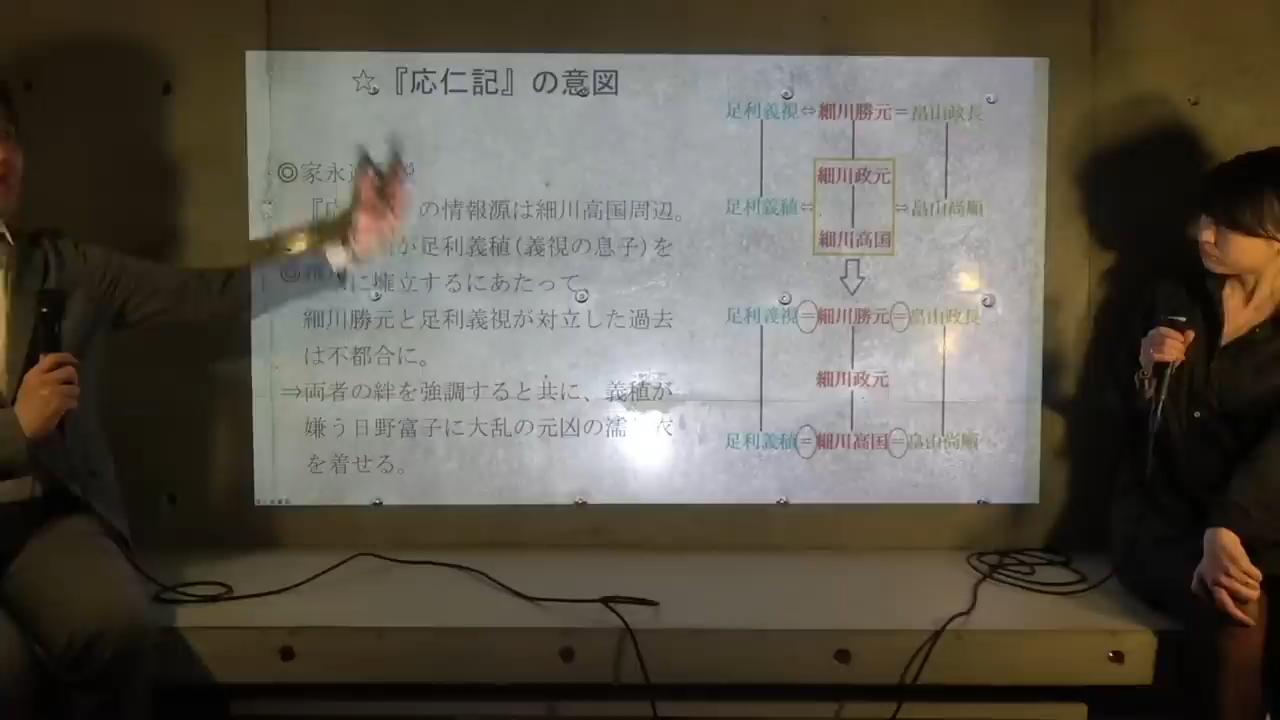 ☆『応仁記』の意図
◎家永
の情報源は細川高国周辺。
が足利義稙(義視の息子)を
に擁立するにあたって、
細川勝元と足利義視が対立した過去
は不都合に。
⇒両者の絆を強調すると共に、義稙が
嫌う日野富子に大乱の元凶の濡
を着せる。
足利義視⇔細川勝元=畠山政長
細川政元
足利義稙⇔ ⇔畠山尚順
細川高国
足利義視=細川勝元=畠山政長
細川政元
足利義稙=細川高国=畠山尚順